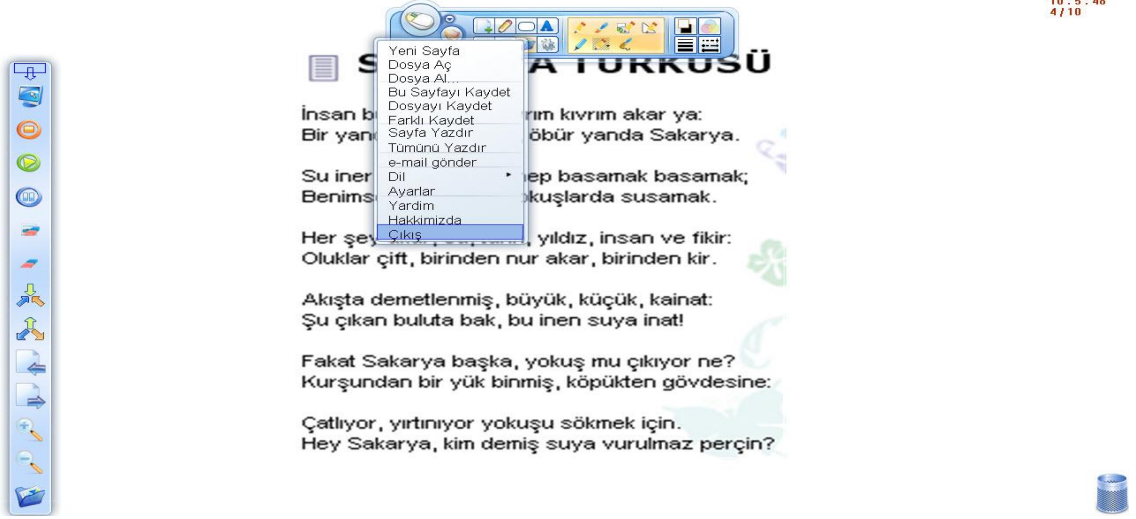 10:5:48
4/10
Yeni Sayfa
Dosya Aç
Dosya Al...
Bu Sayfayı Kaydet
Dosyayı Kaydet
Farklı Kaydet
Sayfa Yazdır
Tümünü Yazdır
e-mail gönder
Dil
Ayarlar
Yardim
Hakkimizda
Çıkış
S A TÜRKÜSÜ
İnsan b rım kıvrım akar ya:
Bir yan öbür yanda Sakarya.
Su iner ep basamak basamak;
Benims kuşlarda susamak.
Her şey yıldız, insan ve fikir:
Oluklar çift, birinden nur akar, birinden kir.
Akışta demetlenmiş, büyük, küçük, kainat:
Şu çıkan buluta bak, bu inen suya inat!
Fakat Sakarya başka, yokuş mu çıkıyor ne?
Kurşundan bir yük binmiş, köpükten gövdesine:
Çatlıyor, yırtınıyor yokuşu sökmek için.
Hey Sakarya, kim demiş suya vurulmaz perçin?